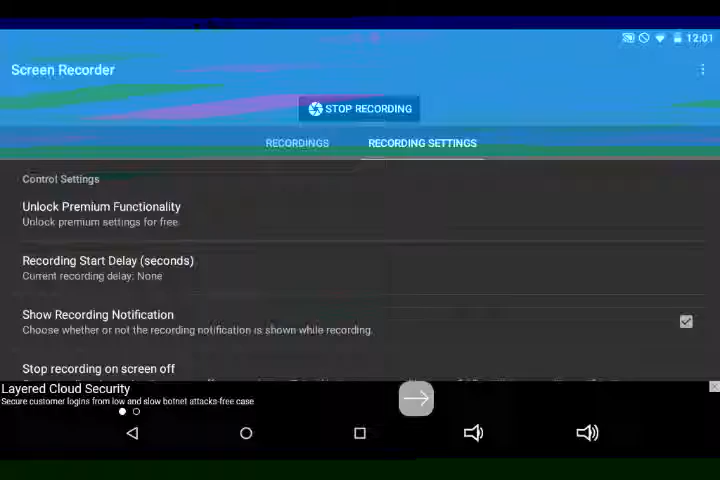 12:01
Screen Recorder
STOP RECORDING
RECORDINGS
RECORDING SETTINGS
Control Settings
Unlock Premium Functionality
Unlock premium settings for free.
Recording Start Delay (seconds)
Current recording delay: None
Show Recording Notification
Choose whether or not the recording notification is shown while recording.
Stop recording on screen off
Layered Cloud Security
Secure customer logins from low and slow botnet attacks-free case